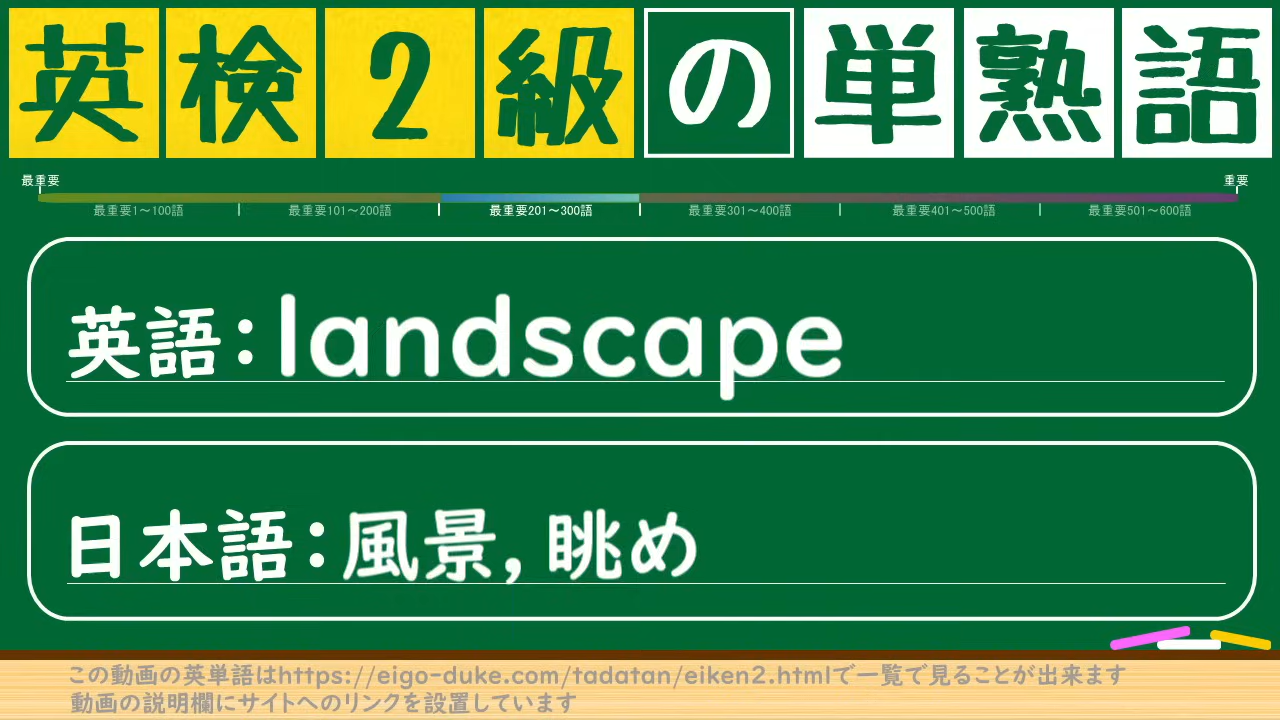 英検2級の単熟語
最重要 重要
最重要1～100語 最重要101～200語 最重要201～300語 最重要301～400語 最重要401～500語 最重要501～600語
英語：landscape
日本語：風景，眺め
この動画の英単語はhttps://eigo-duke.com/tadatan/eiken2.htmlで一覧で見ることが出来ます
動画の説明欄にサイトへのリンクを設置しています